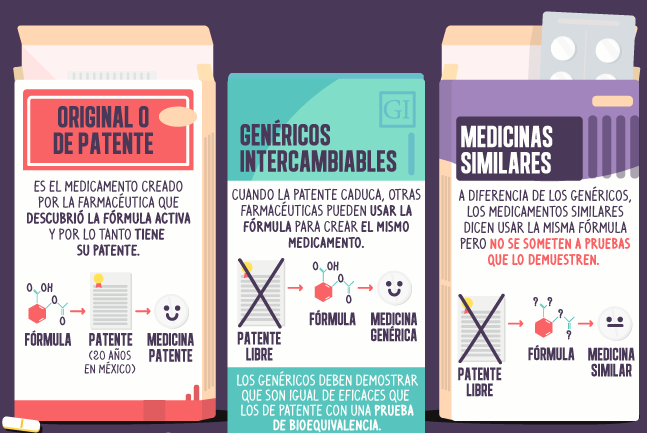 ORIGINAL O
DE PATENTE
ES EL MEDICAMENTO CREADO
POR LA FARMACÉUTICA QUE
DESCUBRIÓ LA FÓRMULA ACTIVA
Y POR LO TANTO TIENE
SU PATENTE.
O OH
O
O
FÓRMULA
PATENTE
(20 AÑOS
EN MÉXICO)
MEDICINA
PATENTE
GI
GENÉRICOS
INTERCAMBIABLES
CUANDO LA PATENTE CADUCA, OTRAS
FARMACÉUTICAS PUEDEN USAR LA
FÓRMULA PARA CREAR EL MISMO
MEDICAMENTO.
PATENTE
LIBRE
O OH
O
O
FÓRMULA
MEDICINA
GENÉRICA
LOS GENÉRICOS DEBEN DEMOSTRAR
QUE SON IGUAL DE EFICACES QUE
LOS DE PATENTE CON UNA PRUEBA
DE BIOEQUIVALENCIA.
MEDICINAS
SIMILARES
A DIFERENCIA DE LOS GENÉRICOS,
LOS MEDICAMENTOS SIMILARES
DICEN USAR LA MISMA FÓRMULA
PERO NO SE SOMETEN A PRUEBAS
QUE LO DEMUESTREN.
PATENTE
LIBRE
? ?
?
?
FÓRMULA
MEDICINA
SIMILAR